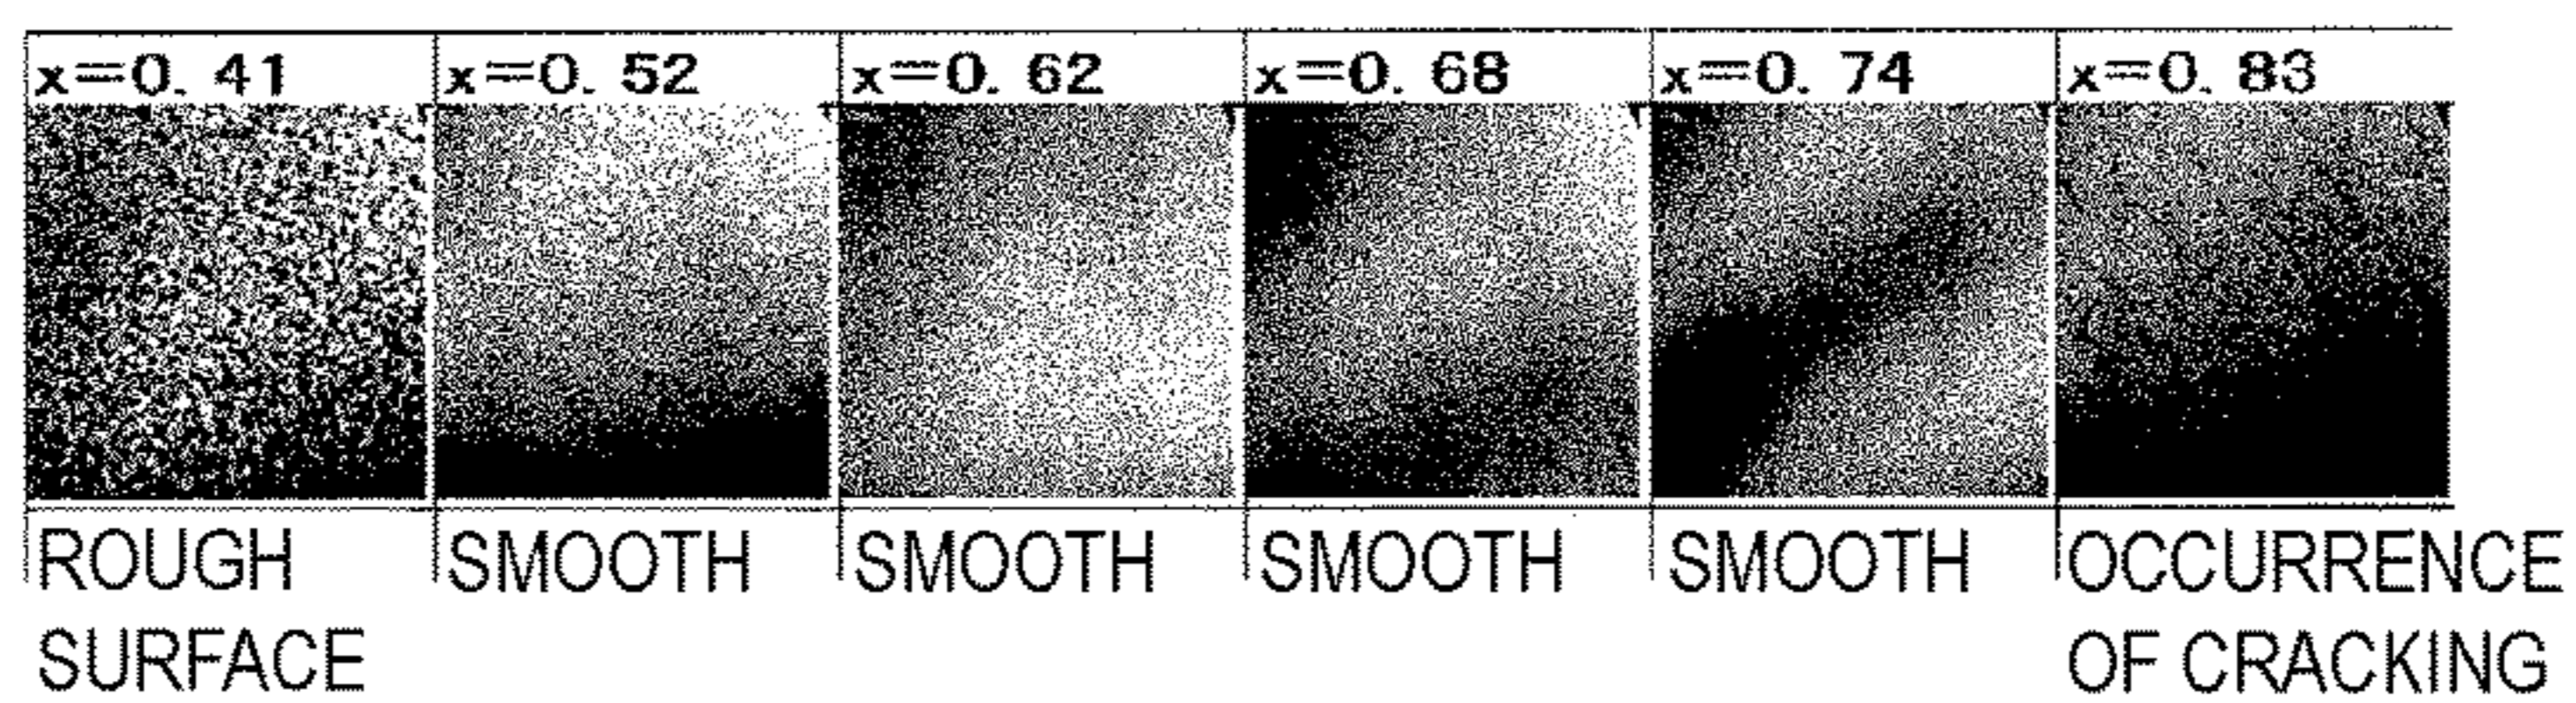 x=0. 41 x=0. 52 x=0. 62 x=0. 68 x=0. 74 x=0. 83
ROUGH SMOOTH SMOOTH SMOOTH SMOOTH OCCURRENCE
SURFACE OF CRACKING